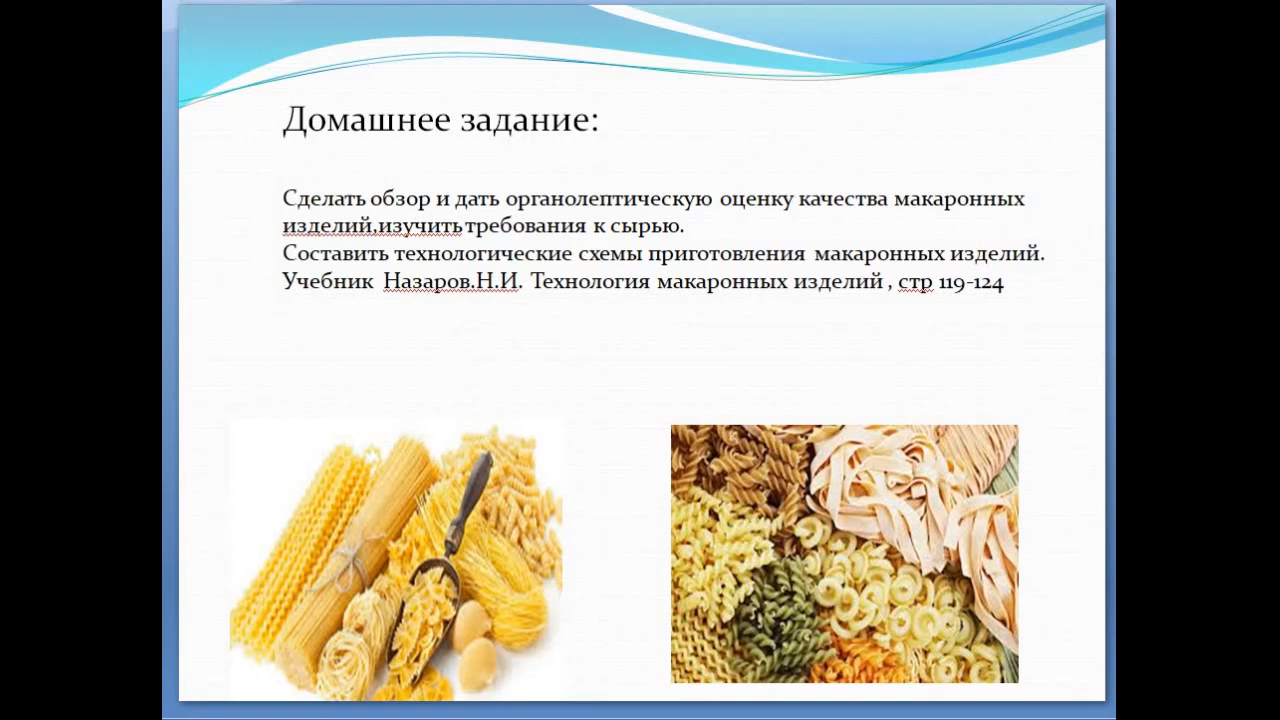 Домашнее задание:
Сделать обзор и дать органолептическую оценку качества макаронных
изделий,изучить требования к сырью.
Составить технологические схемы приготовления макаронных изделий.
Учебник Назаров.Н.И. Технология макаронных изделий , стр 119-124